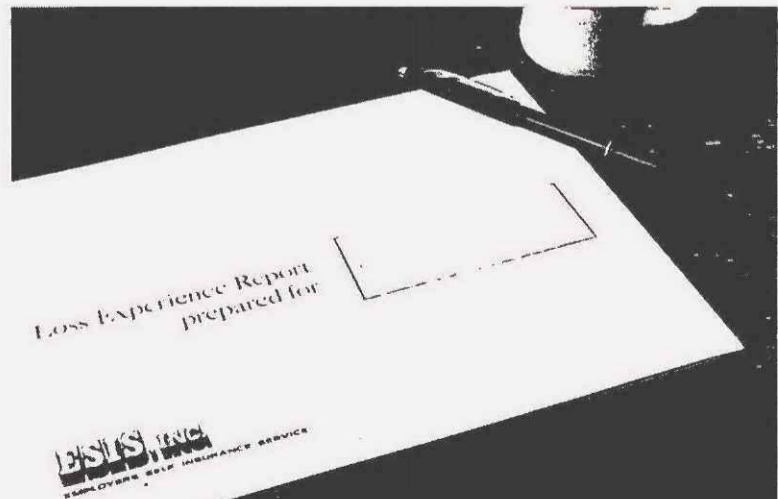 Loss Experience Report
prepared for
ESIS, INC.
EMPLOYERS SELF INSURANCE SERVICE